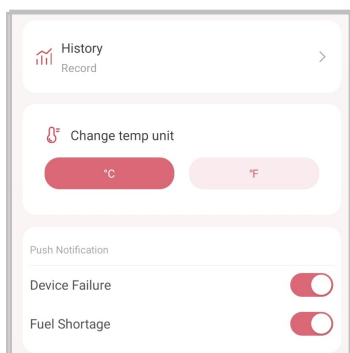 History
Record
Change temp unit
°C
°F
Push Notification
Device Failure
Fuel Shortage